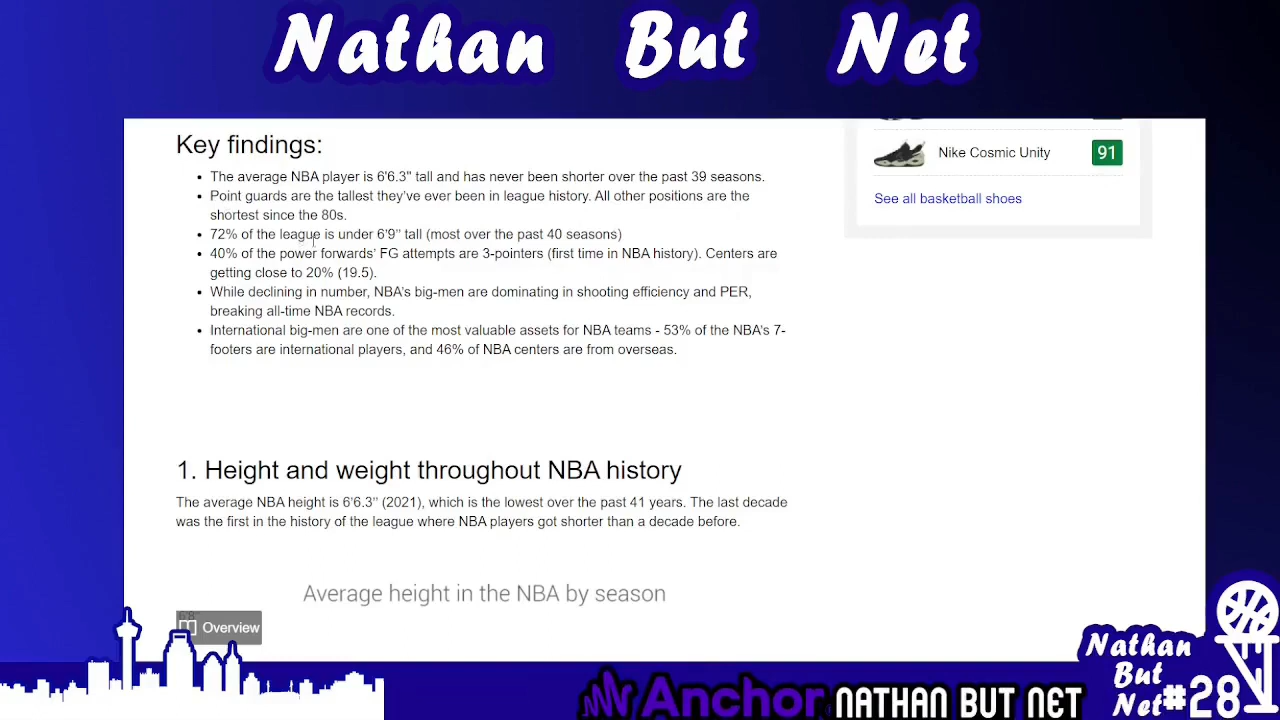 Nathan But Net
Key findings:
• The average NBA player is 6'6.3" tall and has never been shorter over the past 39 seasons.
• Point guards are the tallest they've ever been in league history. All other positions are the
shortest since the 80s.
• 72% of the league is under 6'9'' tall (most over the past 40 seasons)
• 40% of the power forwards' FG attempts are 3-pointers (first time in NBA history). Centers are
getting close to 20% (19.5).
• While declining in number, NBA's big-men are dominating in shooting efficiency and PER,
breaking all-time NBA records.
• International big-men are one of the most valuable assets for NBA teams - 53% of the NBA's 7-
footers are international players, and 46% of NBA centers are from overseas.
Nike Cosmic Unity 91
See all basketball shoes
1. Height and weight throughout NBA history
The average NBA height is 6'6.3'' (2021), which is the lowest over the past 41 years. The last decade
was the first in the history of the league where NBA players got shorter than a decade before.
Average height in the NBA by season
Overview
Anchor NATHAN BUT NET
Nathan
But
Net #28